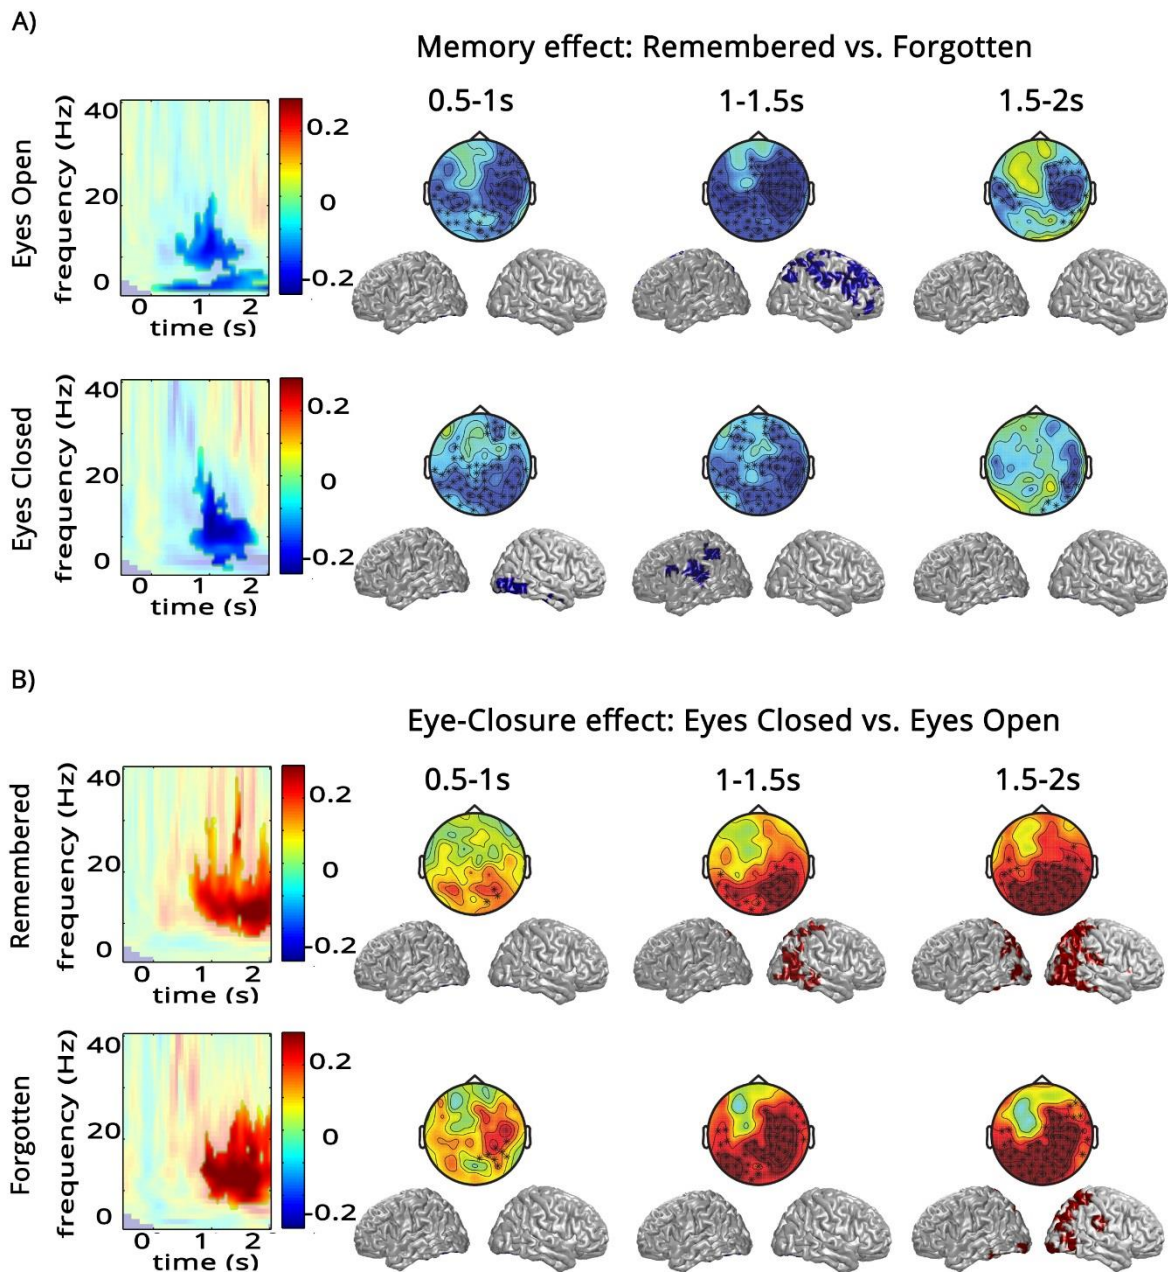 A)
Memory effect: Remembered vs. Forgotten
0.5-1s 1-1.5s 1.5-2s
Eyes Open
frequency (Hz)
40
20
0
0 1 2
time (s)
0.2
0
-0.2
Eyes Closed
frequency (Hz)
40
20
0
0 1 2
time (s)
0.2
0
-0.2
B)
Eye-Closure effect: Eyes Closed vs. Eyes Open
0.5-1s 1-1.5s 1.5-2s
Remembered
frequency (Hz)
40
20
0
0 1 2
time (s)
0.2
0
-0.2
Forgotten
frequency (Hz)
40
20
0
0 1 2
time (s)
0.2
0
-0.2